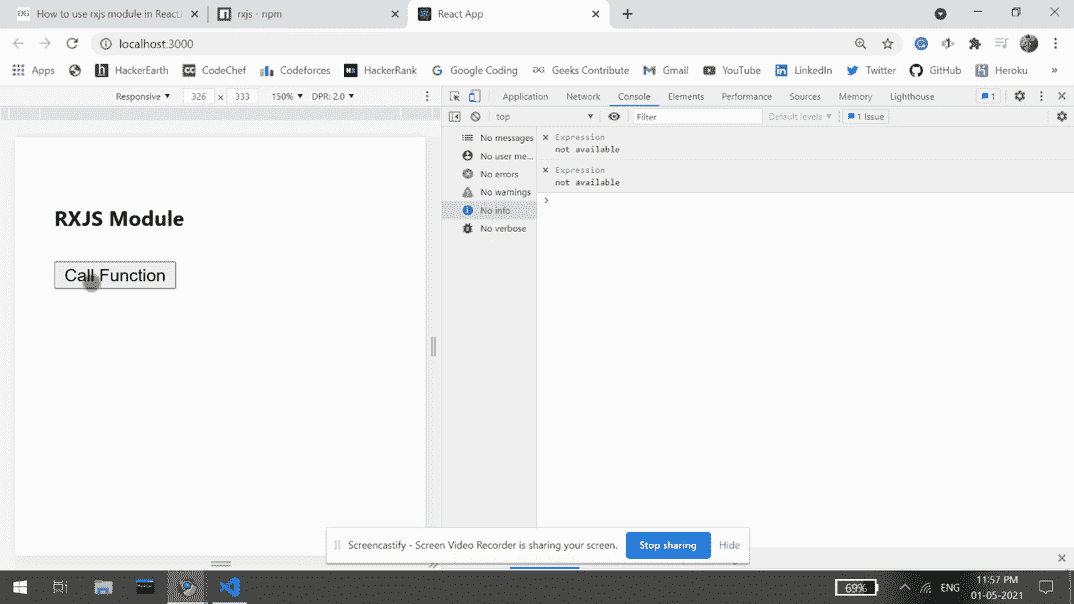 How to use rxjs module in React
rxjs - npm
React App
localhost:3000
Apps
HackerEarth
CodeChef
Codeforces
HackerRank
Google Coding
Geeks Contribute
Gmail
YouTube
LinkedIn
Twitter
GitHub
Heroku
»
Responsive ▼ 326 x 333 150% ▼ DPR: 2.0 ▼
Application Network Console Elements Performance Sources Memory Lighthouse 1
top ▼ Filter Default levels ▼ 1 Issue
No messages
No user me...
No errors
No warnings
No info
No verbose
Expression
not available
Expression
not available
RXJS Module
Call Function
Screencastify - Screen Video Recorder is sharing your screen. Stop sharing Hide
69%
ENG
11:57 PM
01-05-2021